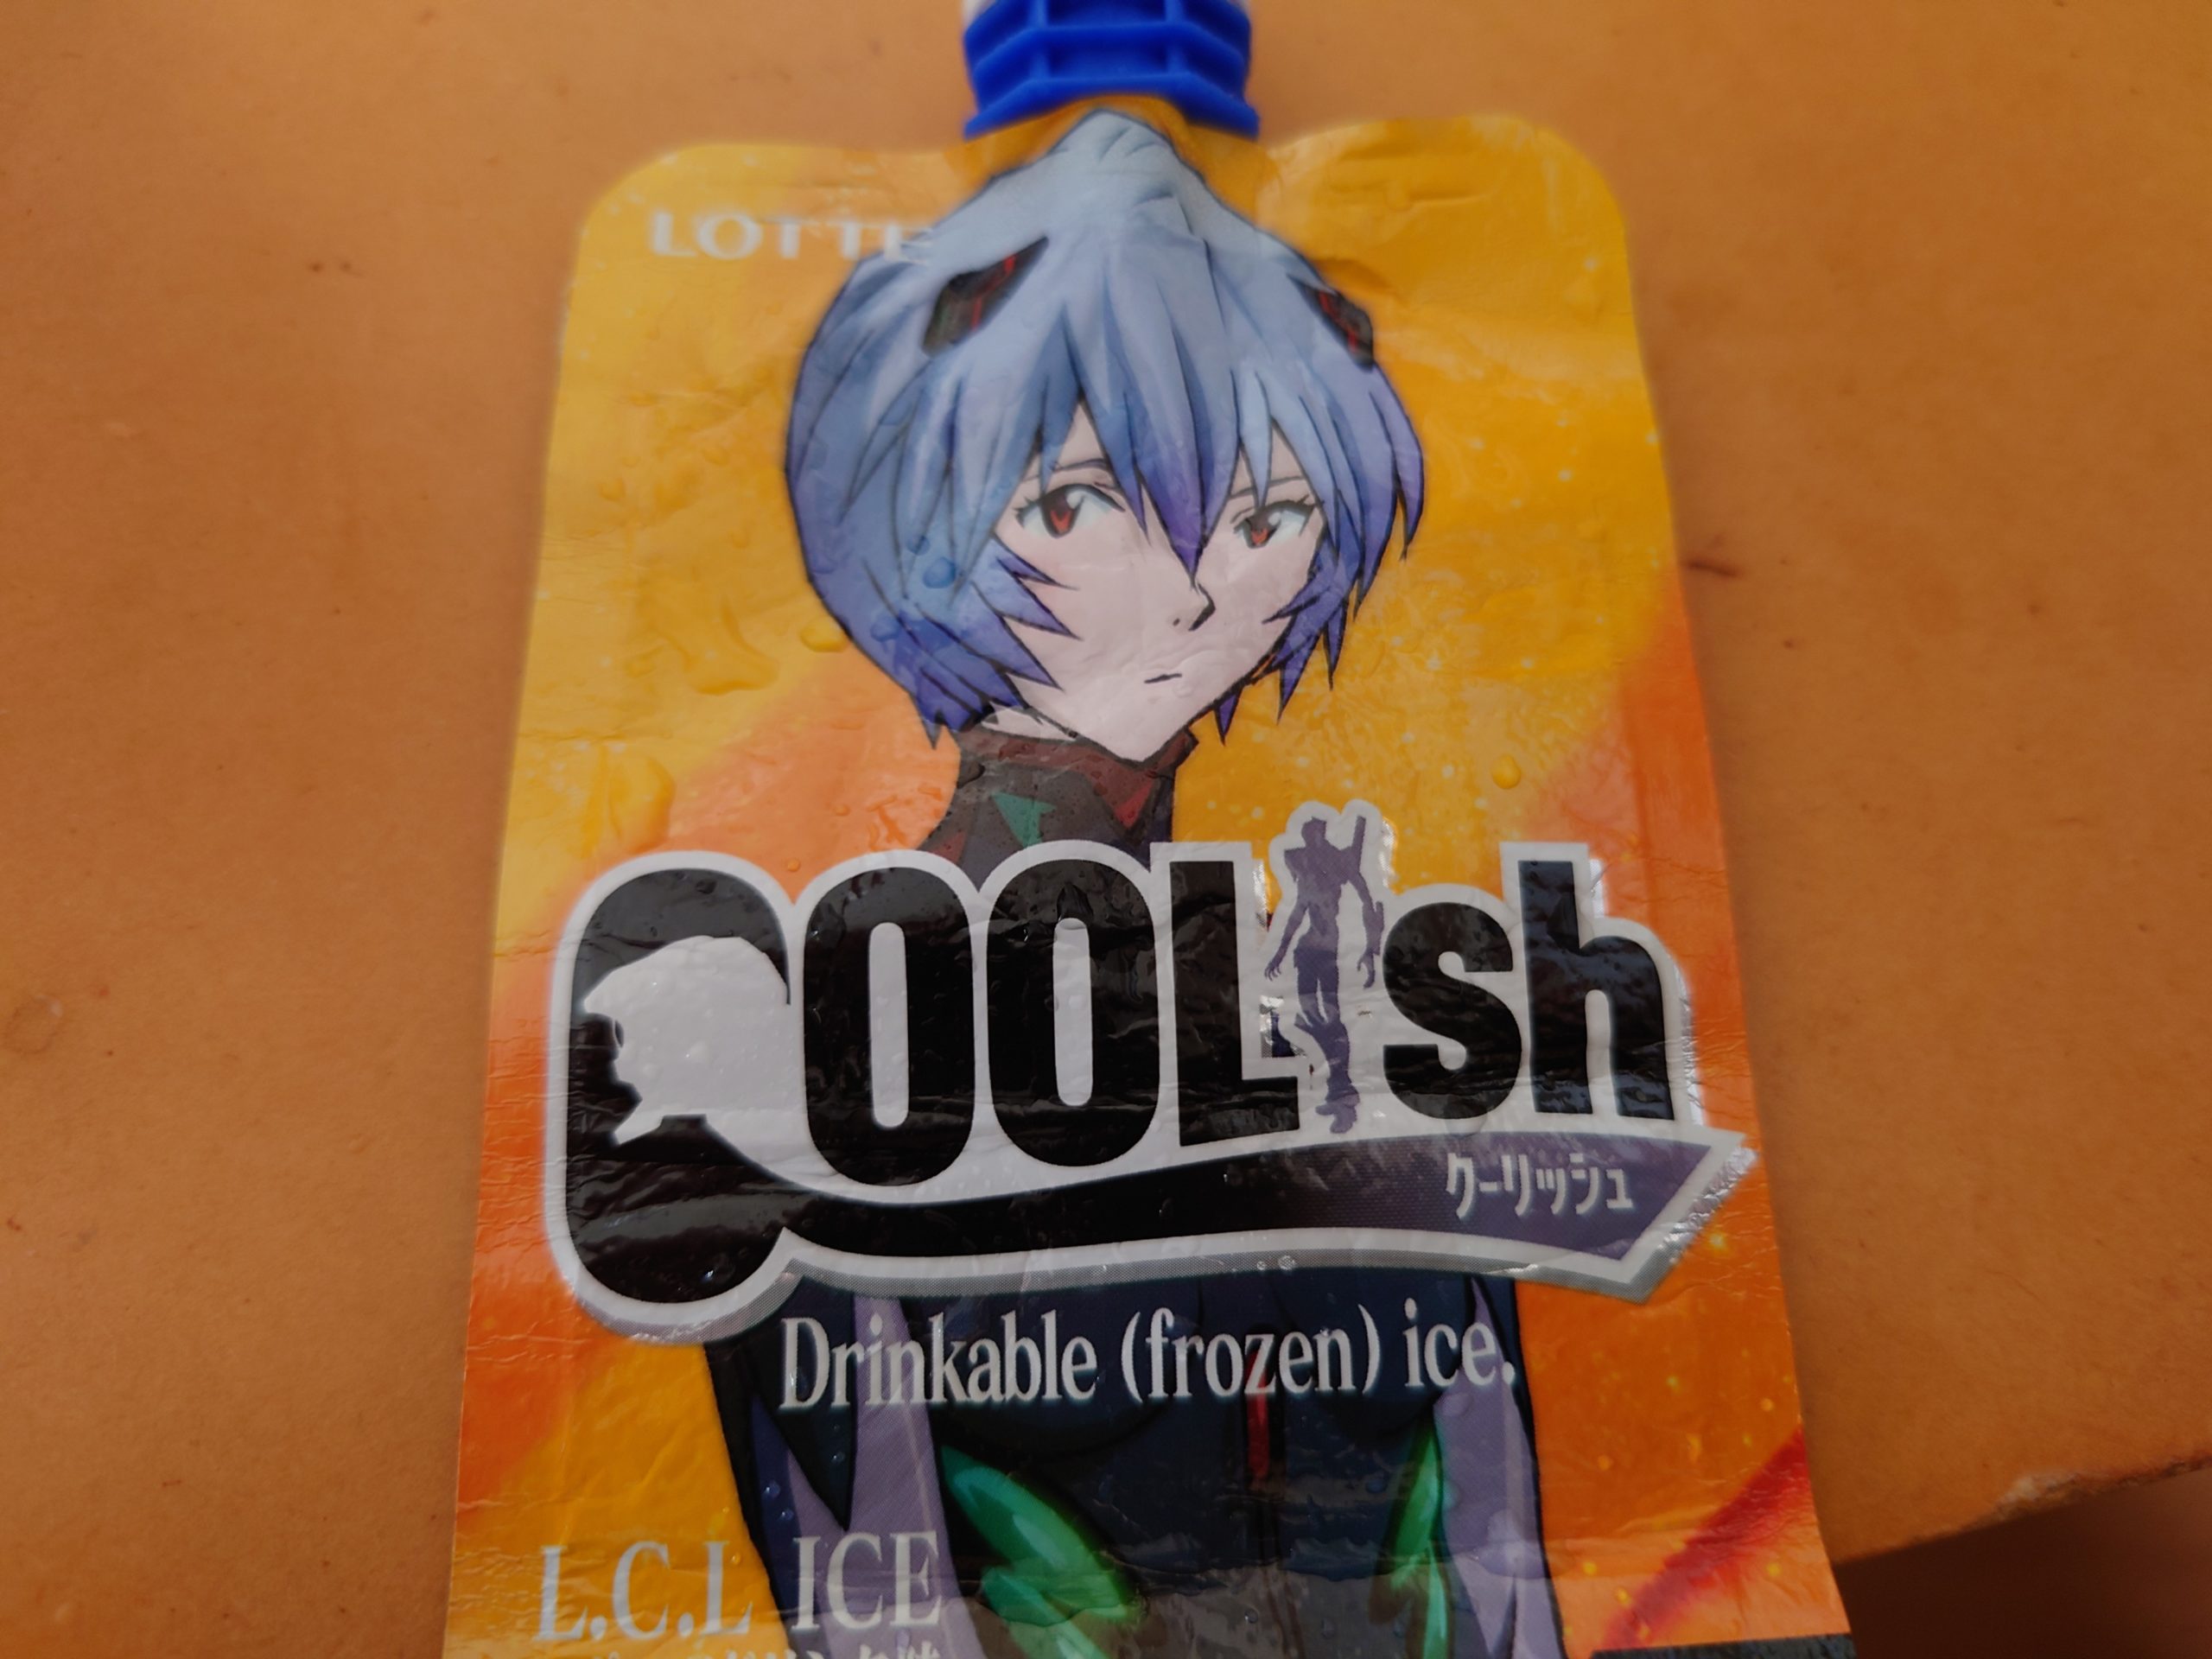 LOTTE
COOLish
クーリッシュ
Drinkable (frozen) ice.
L.C.L ICE